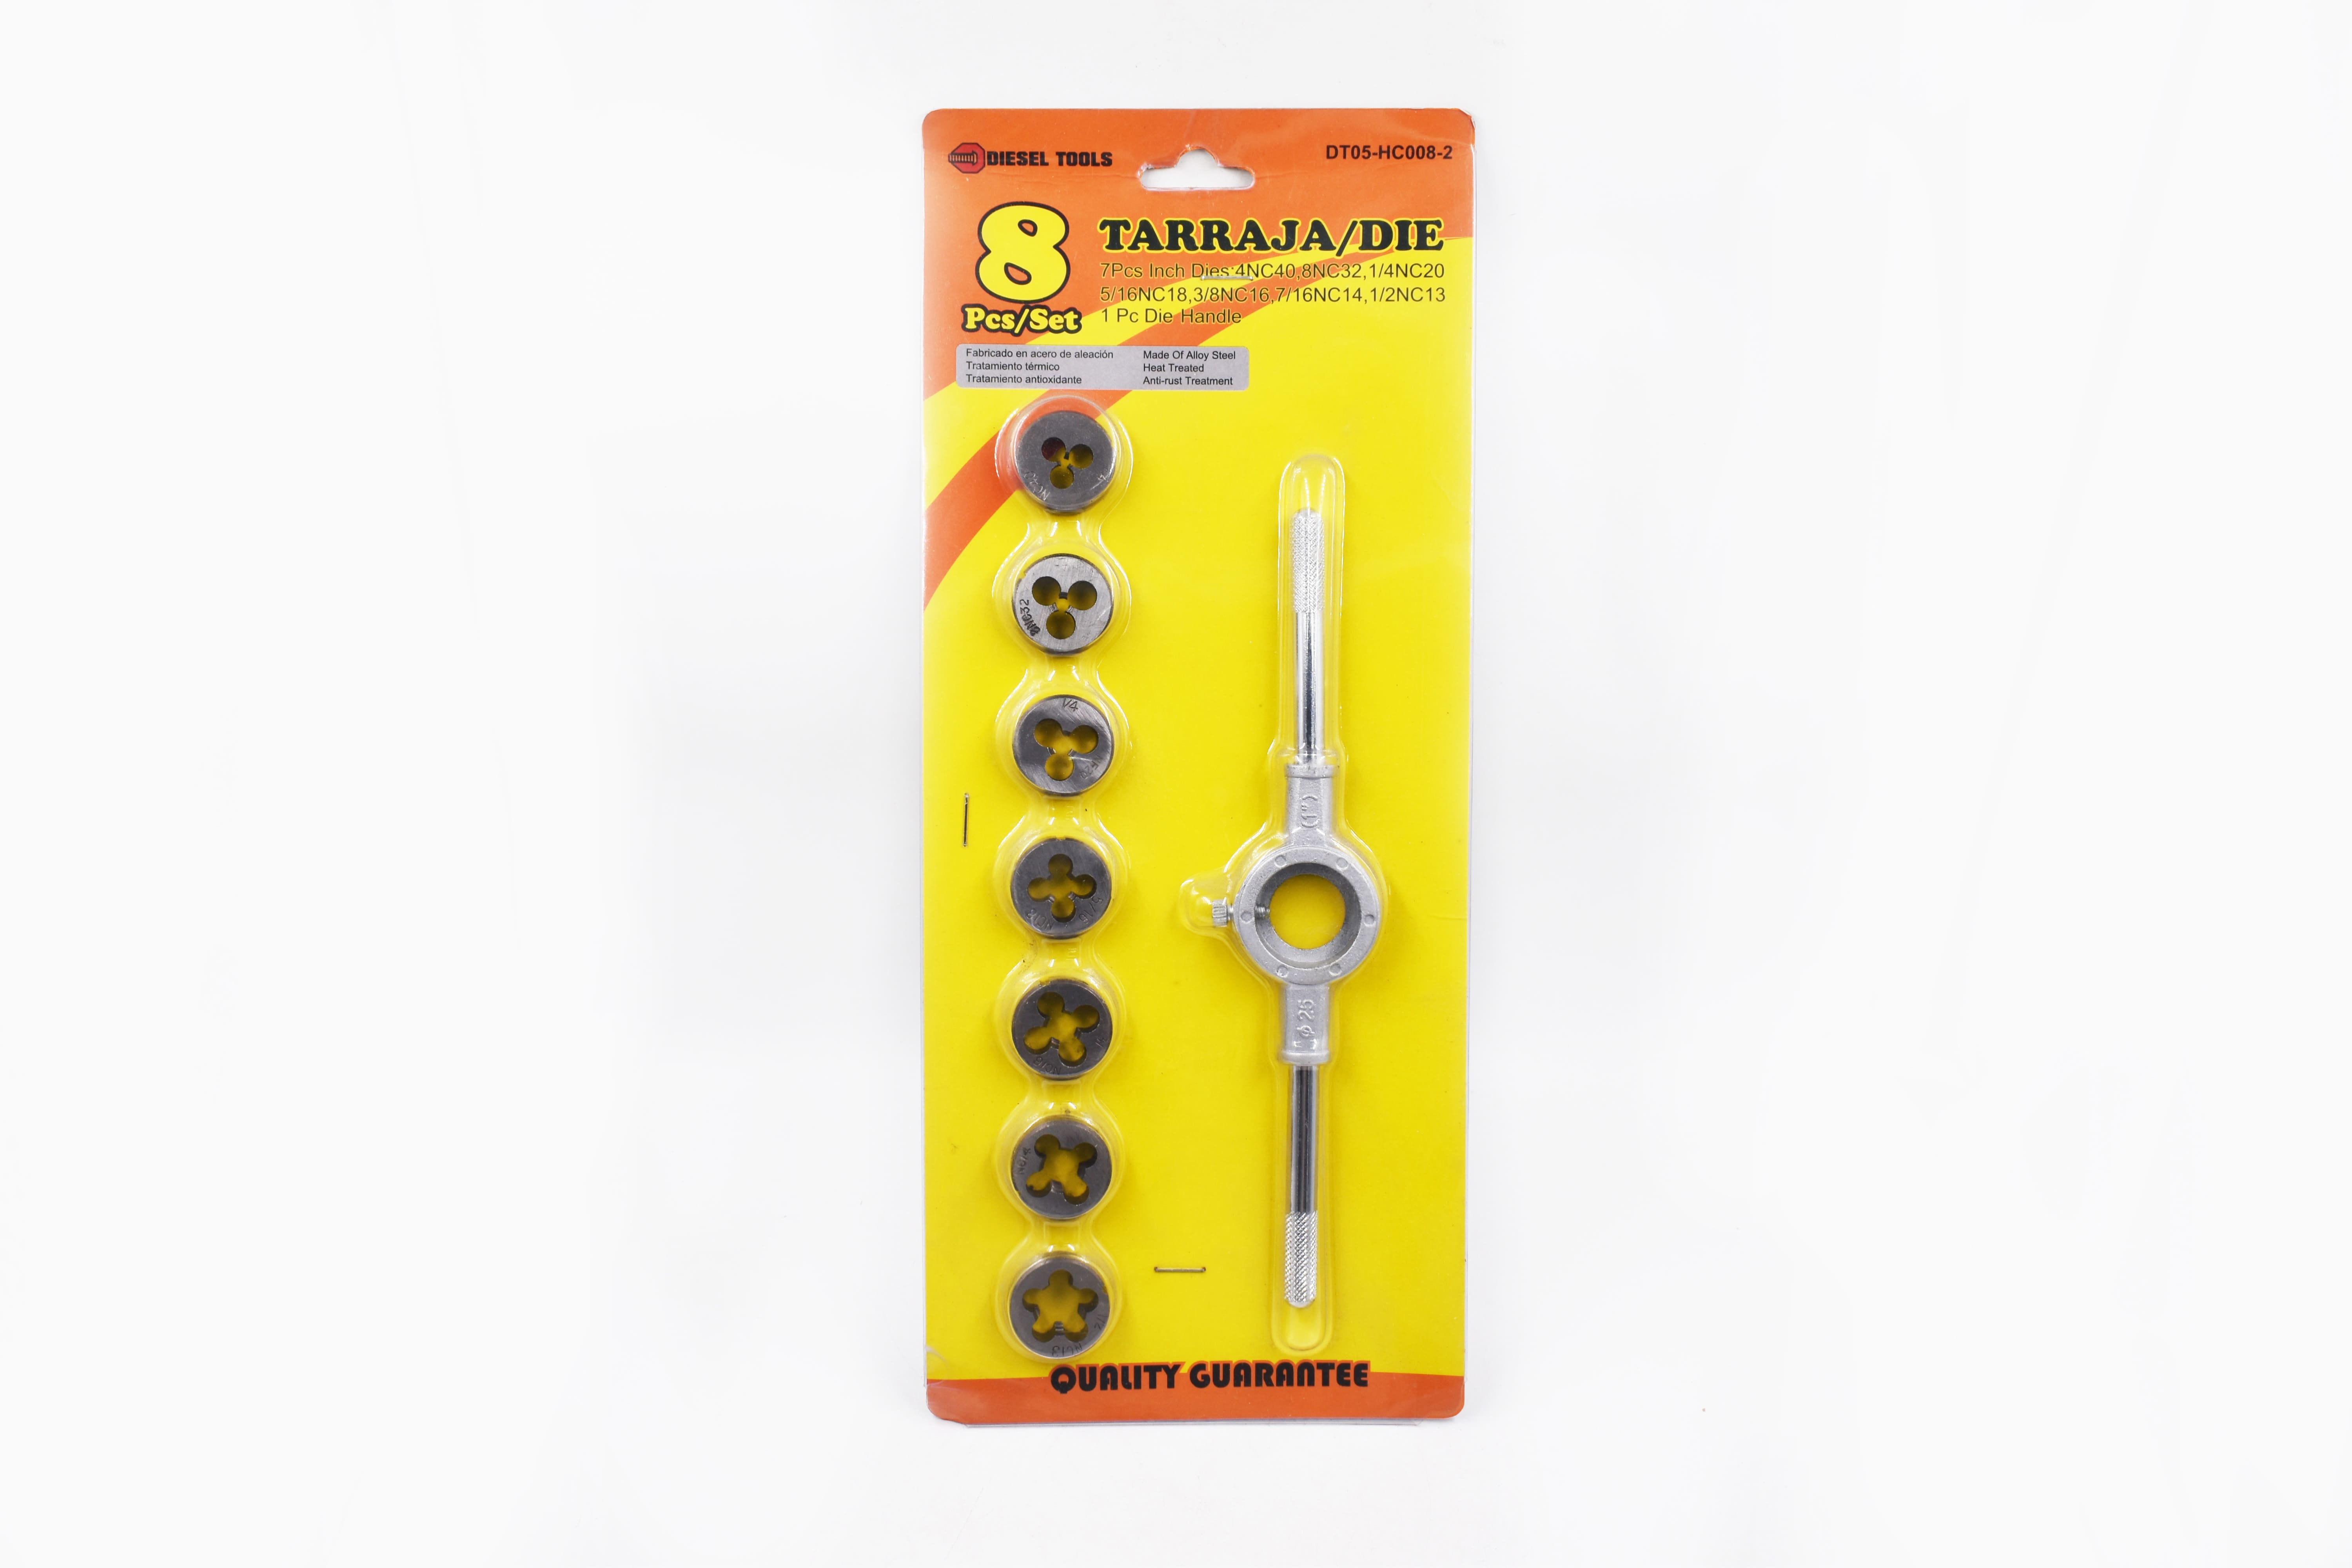 DIESEL TOOLS
DT05-HC008-2
8
Pcs/Set
TARRAJA/DIE
7Pcs Inch Dies:4NC40,8NC32,1/4NC20
5/16NC18,3/8NC16,7/16NC14,1/2NC13
1 Pc Die Handle
Fabricado en acero de aleación
Tratamiento térmico
Tratamiento antioxidante
Made Of Alloy Steel
Heat Treated
Anti-rust Treatment
8NC32
1/4
(1")
ϕ 25
QUALITY GUARANTEE